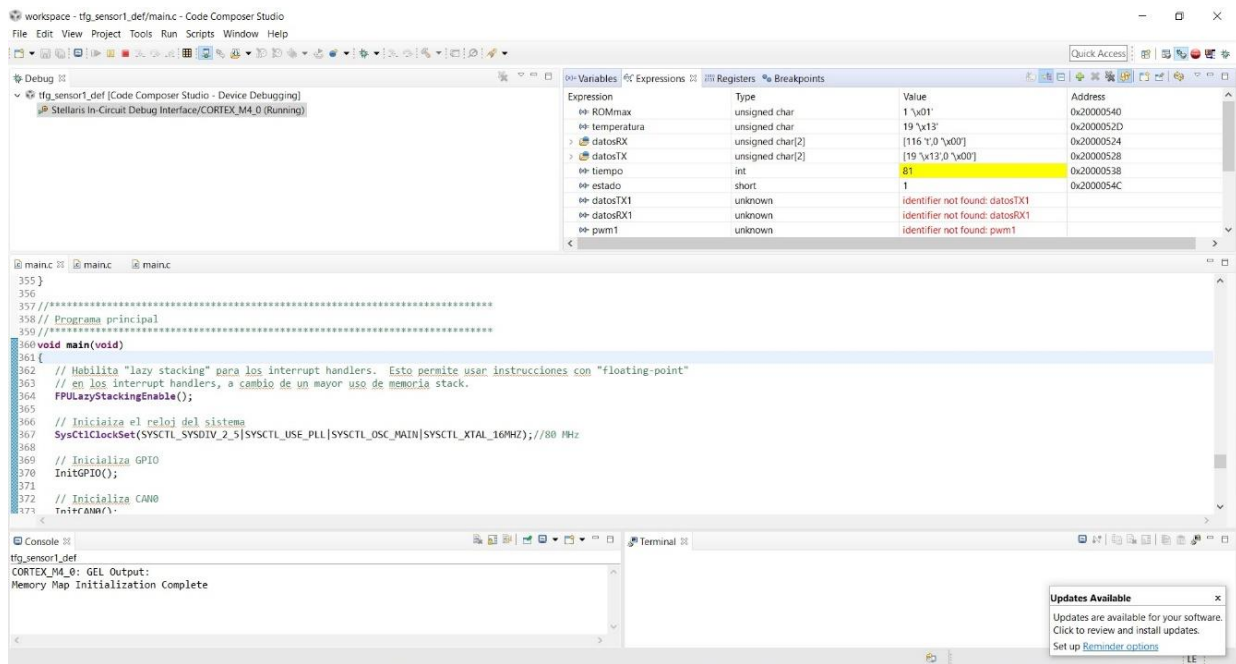 workspace - tfg_sensor1_def/main.c - Code Composer Studio
File Edit View Project Tools Run Scripts Window Help
Quick Access
Debug
tfg_sensor1_def [Code Composer Studio - Device Debugging]
Stellaris In-Circuit Debug Interface/CORTEX_M4_0 (Running)
Variables Expressions Registers Breakpoints
Expression Type Value Address
ROMmax unsigned char 1 '\x01' 0x20000540
temperatura unsigned char 19 '\x13' 0x2000052D
datosRX unsigned char[2] [116 't',0 '\x00'] 0x20000524
datosTX unsigned char[2] [19 '\x13',0 '\x00'] 0x20000528
tiempo int 81 0x20000538
estado short 1 0x2000054C
datosTX1 unknown identifier not found: datosTX1
datosRX1 unknown identifier not found: datosRX1
pwm1 unknown identifier not found: pwm1
main.c main.c main.c
355 }
356
357 //*****************************************************************************
358 // Programa principal
359 //*****************************************************************************
360 void main(void)
361 {
362 // Habilita "lazy stacking" para los interrupt handlers. Esto permite usar instrucciones con "floating-point"
363 // en los interrupt handlers, a cambio de un mayor uso de memoria stack.
364 FPULazyStackingEnable();
365
366 // Iniciaiza el reloj del sistema
367 SysCtlClockSet(SYSCTL_SYSDIV_2_5|SYSCTL_USE_PLL|SYSCTL_OSC_MAIN|SYSCTL_XTAL_16MHZ);//80 MHz
368
369 // Inicializa GPIO
370 InitGPIO();
371
372 // Inicializa CAN0
373 InitCAN0();
Console
Terminal
tfg_sensor1_def
CORTEX_M4_0: GEL Output:
Memory Map Initialization Complete
Updates Available x
Updates are available for your software.
Click to review and install updates.
Set up Reminder options
LE